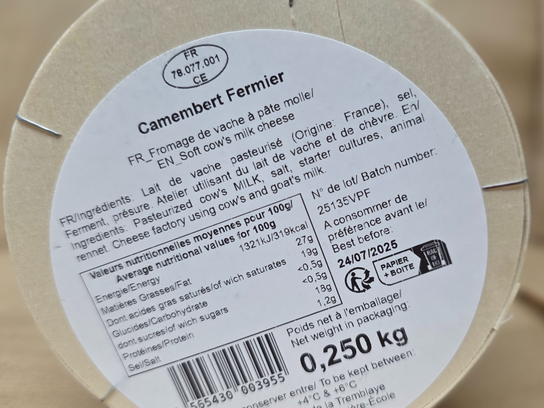 FR
78.077.001
CE
Camembert Fermier
FR_Fromage de vache à pâte molle/
EN_Soft cow's milk cheese
FR/Ingrédients: Lait de vache pasteurisé (Origine: France), sel,
Ferment, présure. Atelier utilisant du lait de vache et de chèvre. En/
Ingredients: Pasteurized cow's MILK, salt, starter cultures, animal
rennet. Cheese factory using cow's and goat's milk.
Valeurs nutritionnelles moyennes pour 100g/
Average nutritional values for 100g
Energie/Energy 1321kJ/319kcal
Matières Grasses/Fat 27g
Dont acides gras saturés/of wich saturates 19g
Glucides/Carbohydrate <0,5g
dont sucres/of wich sugars <0,5g
Protéines/Protein 18g
Sel/Salt 1,2g
N° de lot/ Batch number:
25135VPF
A consommer de
préférence avant le/
Best before:
24/07/2025
PAPIER
+ BOITE
Poids net à l'emballage/
Net weight in packaging:
0,250 kg
565430 003955
onserver entre/ To be kept between:
+4°C & +6°C
de la Tremblaye
ère École